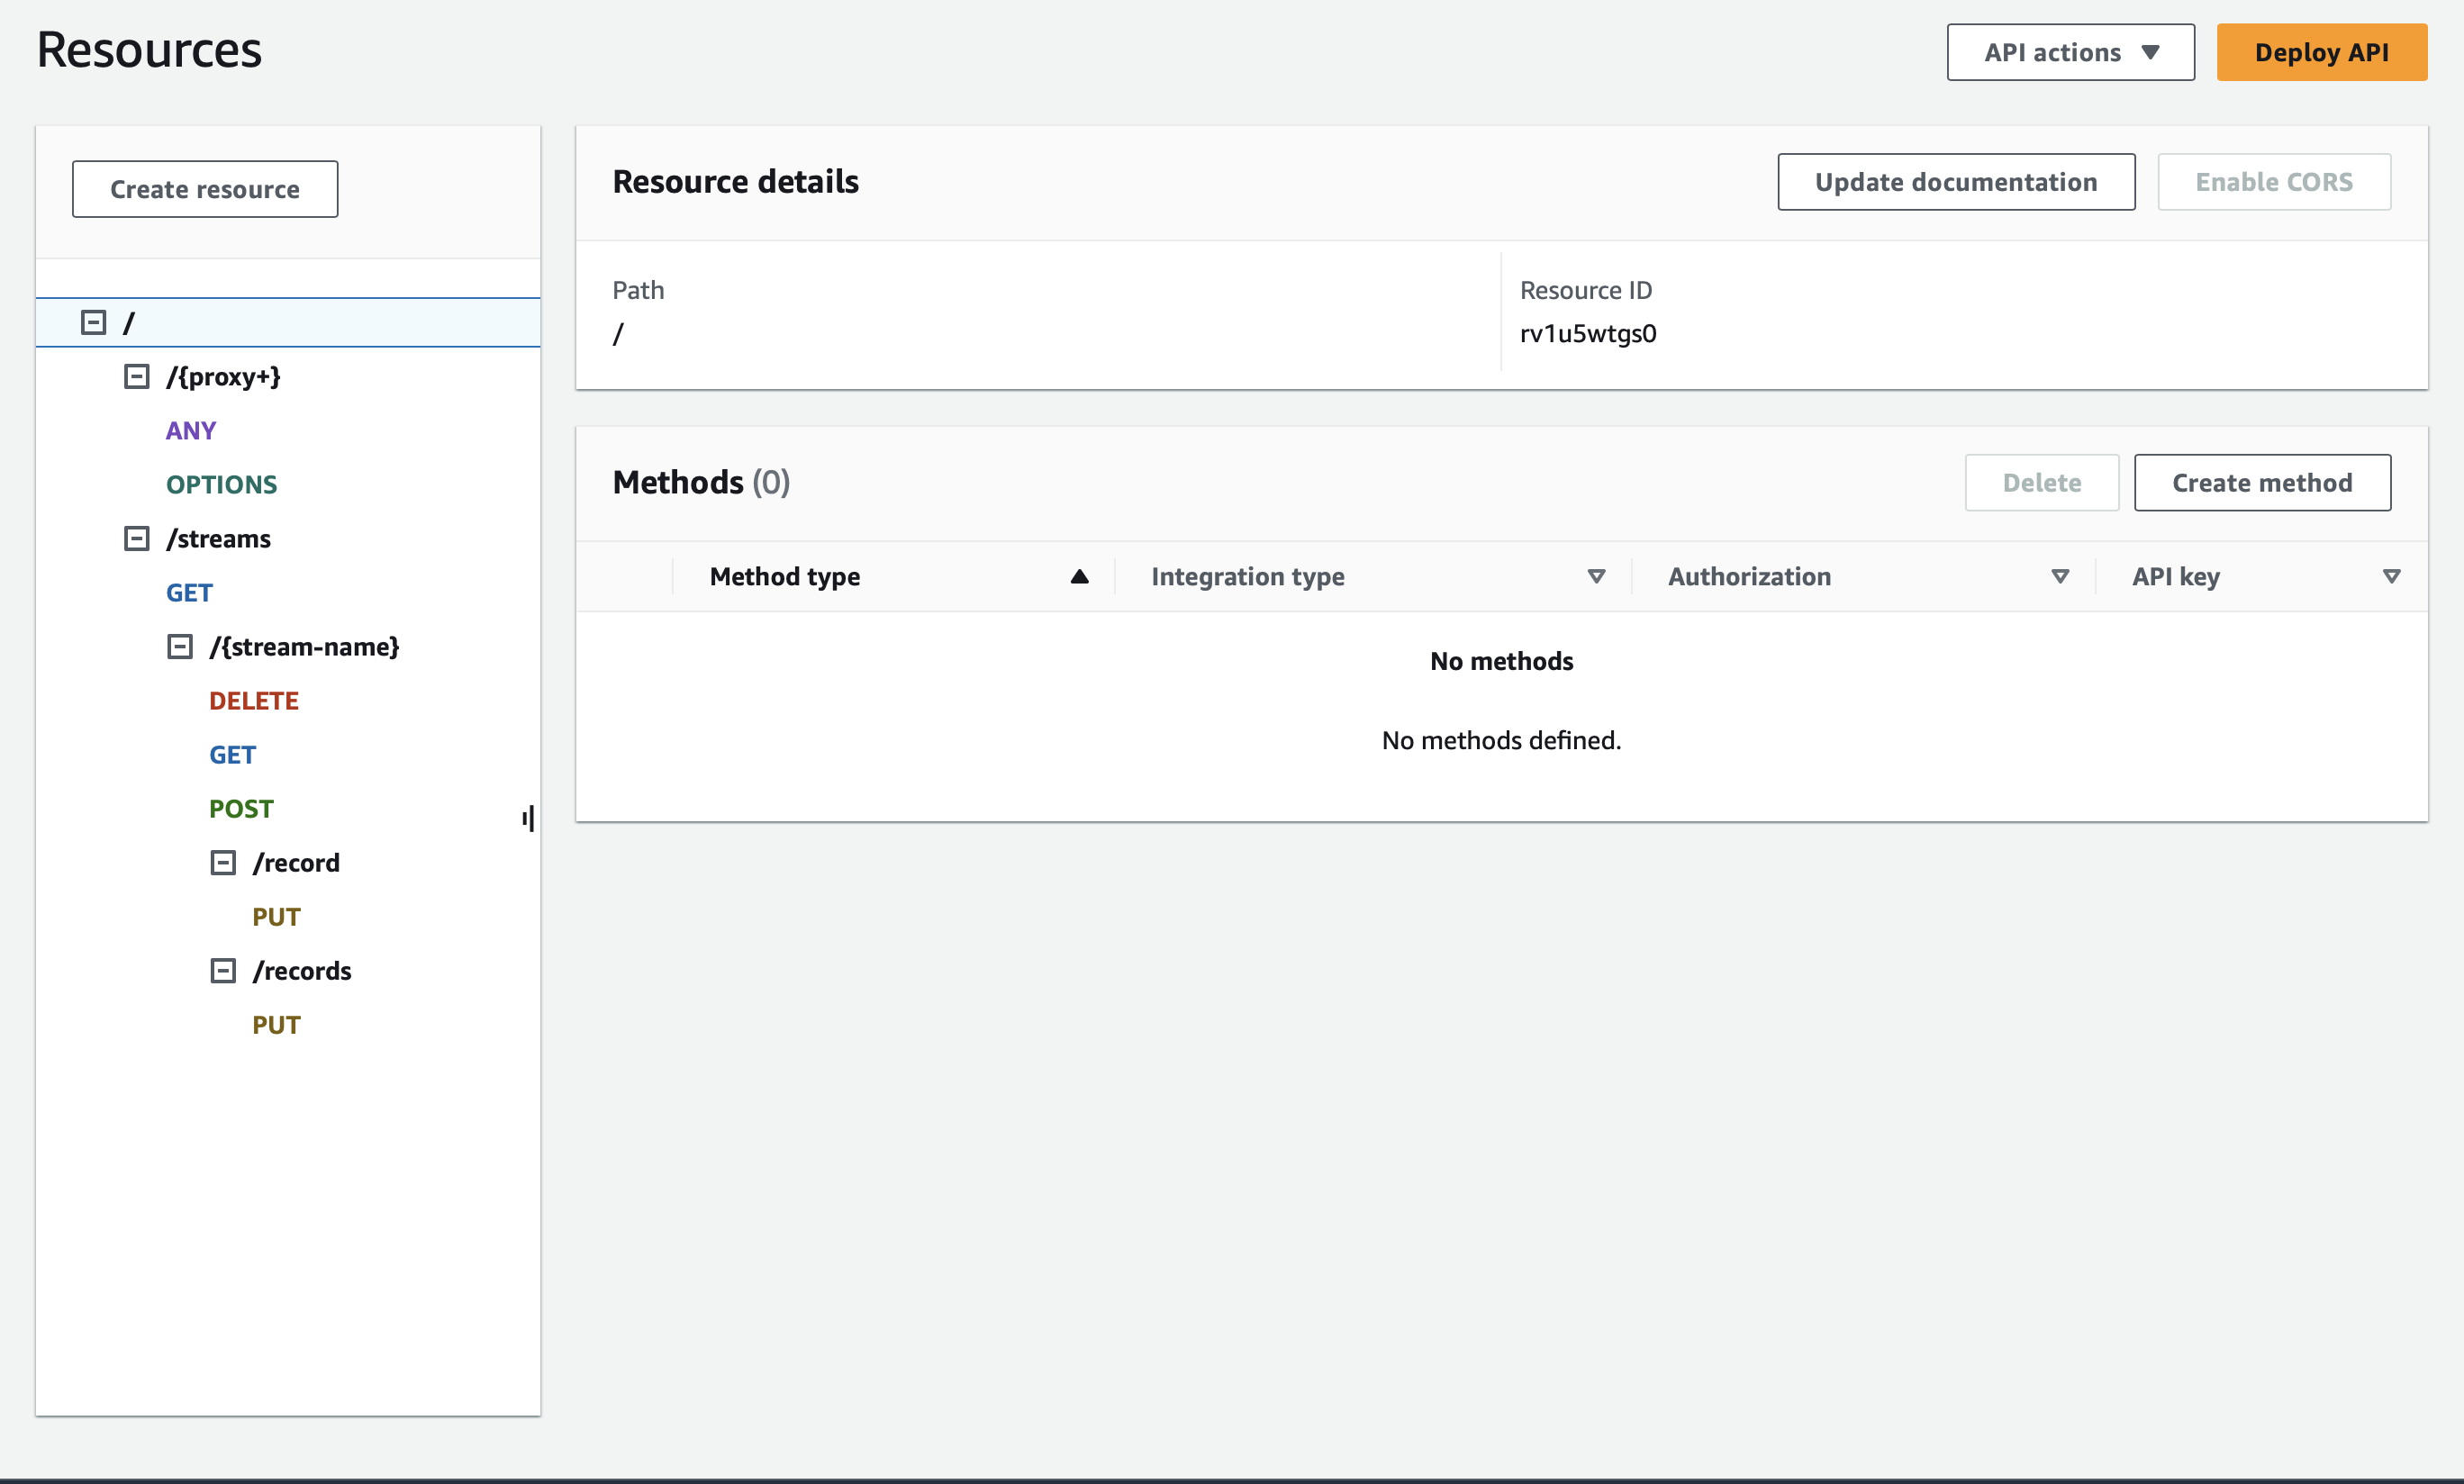 Resources
API actions
Deploy API
Create resource
/
/{proxy+}
ANY
OPTIONS
/streams
GET
/{stream-name}
DELETE
GET
POST
/record
PUT
/records
PUT
Resource details
Update documentation
Enable CORS
Path
/
Resource ID
rv1u5wtgs0
Methods (0)
Delete
Create method
Method type
Integration type
Authorization
API key
No methods
No methods defined.